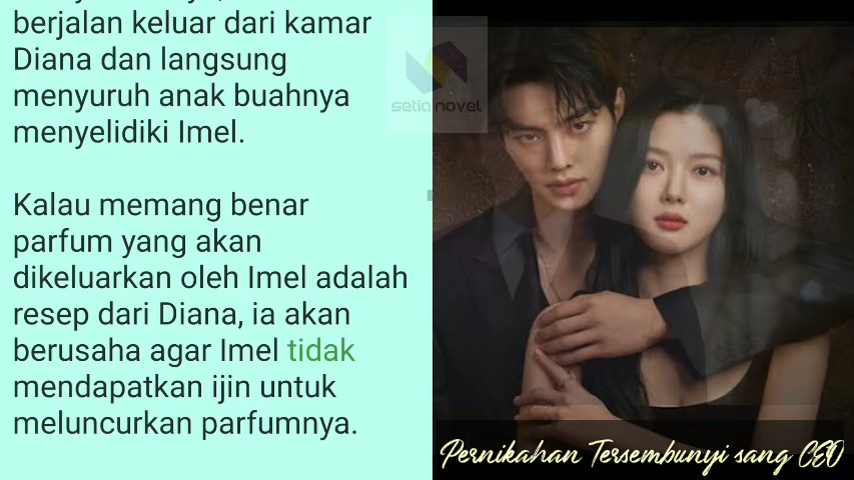 berjalan keluar dari kamar
Diana dan langsung
menyuruh anak buahnya
menyelidiki Imel.
Kalau memang benar
parfum yang akan
dikeluarkan oleh Imel adalah
resep dari Diana, ia akan
berusaha agar Imel tidak
mendapatkan ijin untuk
meluncurkan parfumnya.
setia novel
Pernikahan Tersembunyi sang CEO